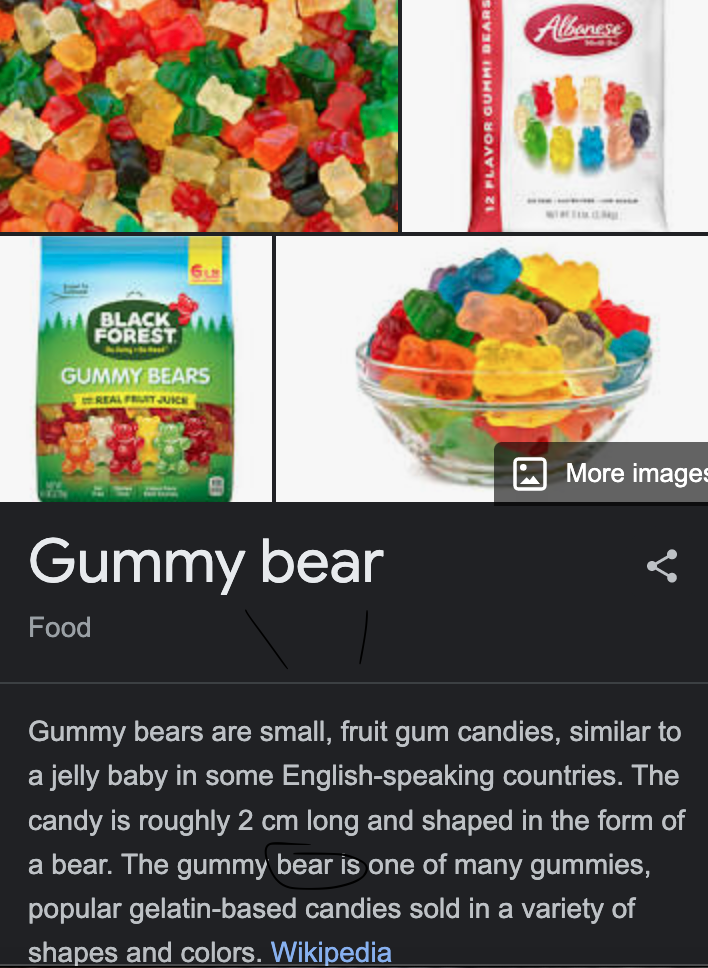 12 FLAVOR GUMMI BEARS
Albanese
BLACK
FOREST
GUMMY BEARS
REAL FRUIT JUICE
6 LB
More images
Gummy bear
Food
Gummy bears are small, fruit gum candies, similar to
a jelly baby in some English-speaking countries. The
candy is roughly 2 cm long and shaped in the form of
a bear. The gummy bear is one of many gummies,
popular gelatin-based candies sold in a variety of
shapes and colors. Wikipedia